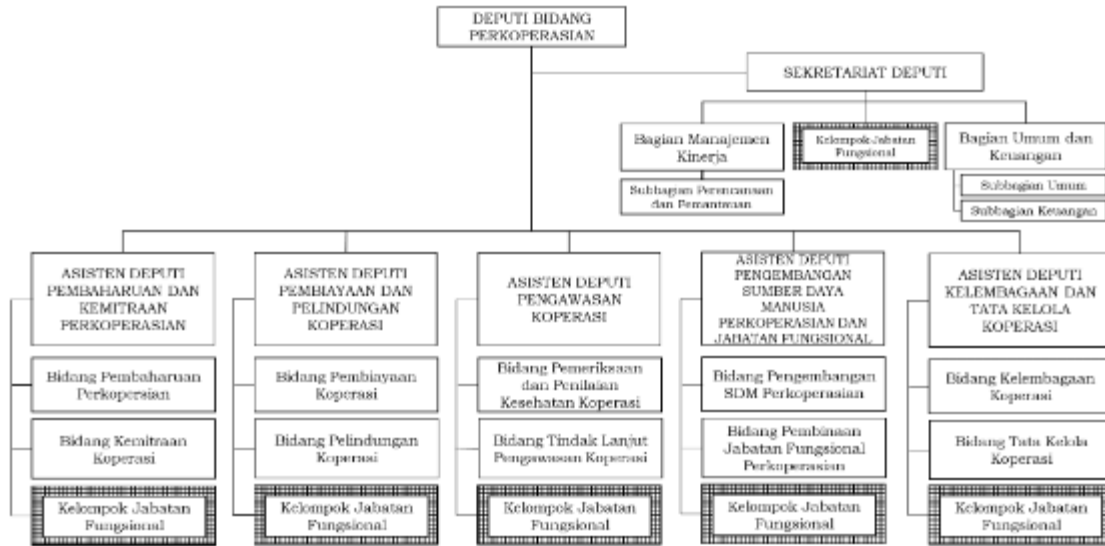 DEPUTI BIDANG
PERKOPERASIAN
SEKRETARIAT DEPUTI
Bagian Manajemen
Kinerja
Kelompok Jabatan
Fungsional
Bagian Umum dan
Keuangan
Subbagian Perencanaan
dan Pemantauan
Subbagian Umum
Subbagian Keuangan
ASISTEN DEPUTI
PEMBAHARUAN DAN
KEMITRAAN
PERKOPERASIAN
ASISTEN DEPUTI
PEMBIAYAAN DAN
PELINDUNGAN
KOPERASI
ASISTEN DEPUTI
PENGAWASAN
KOPERASI
ASISTEN DEPUTI
PENGEMBANGAN
SUMBER DAYA
MANUSIA
PERKOPERASIAN DAN
JABATAN FUNGSIONAL
ASISTEN DEPUTI
KELEMBAGAAN DAN
TATA KELOLA
KOPERASI
Bidang Pembaharuan
Perkopersian
Bidang Pembiayaan
Koperasi
Bidang Pemeriksaan
dan Penilaian
Kesehatan Koperasi
Bidang Pengembangan
SDM Perkoperasian
Bidang Kelembagaan
Koperasi
Bidang Kemitraan
Koperasi
Bidang Pelindungan
Koperasi
Bidang Tindak Lanjut
Pengawasan Koperasi
Bidang Pembinaan
Jabatan Fungsional
Perkoperasian
Bidang Tata Kelola
Koperasi
Kelompok Jabatan
Fungsional
Kelompok Jabatan
Fungsional
Kelompok Jabatan
Fungsional
Kelompok Jabatan
Fungsional
Kelompok Jabatan
Fungsional